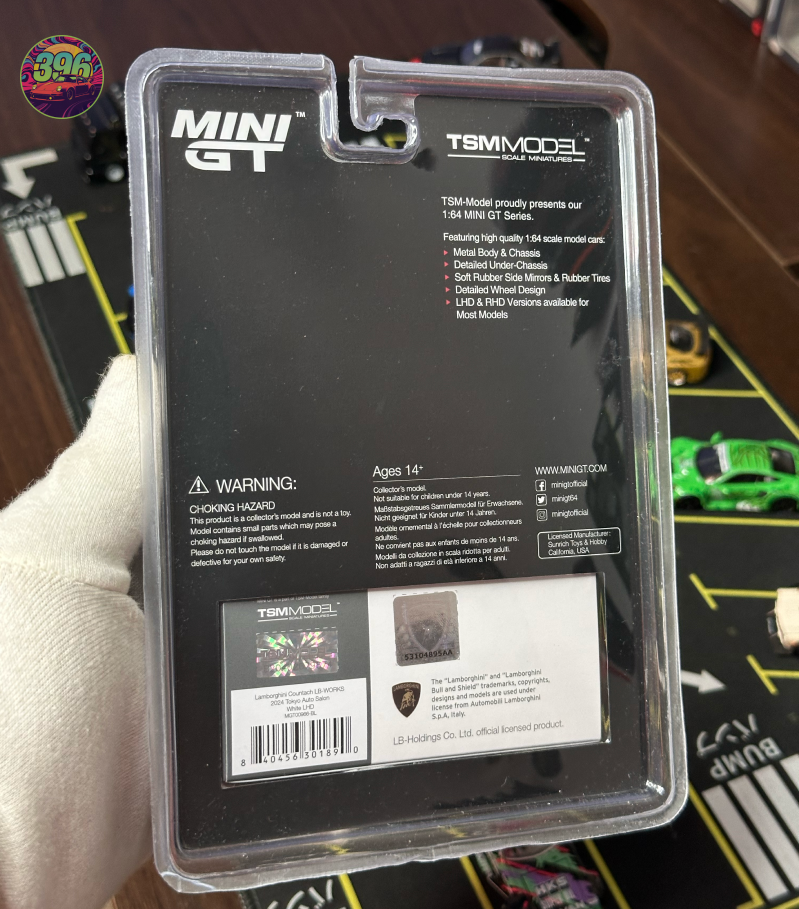 396
MINI GT™
TSMMODEL™
SCALE MINIATURES
TSM-Model proudly presents our
1:64 MINI GT Series.
Featuring high quality 1:64 scale model cars:
Metal Body & Chassis
Detailed Under-Chassis
Soft Rubber Side Mirrors & Rubber Tires
Detailed Wheel Design
LHD & RHD Versions available for
Most Models
WARNING:
CHOKING HAZARD
This product is a collector's model and is not a toy.
Model contains small parts which may pose a
choking hazard if swallowed.
Please do not touch the model if it is damaged or
defective for your own safety.
Ages 14+
Collector's model.
Not suitable for children under 14 years.
Maßstabsgetreues Sammlermodell für Erwachsene.
Nicht geeignet für Kinder unter 14 Jahren.
Modèle ornemental à l'échelle pour collectionneurs
adultes.
Ne convient pas aux enfants de moins de 14 ans.
Modelli da collezione in scala ridotta per adulti.
Non adatti a ragazzi di età inferiore a 14 anni.
WWW.MINIGT.COM
minigtofficial
minigt64
minigtofficial
Licensed Manufacturer:
Sunrich Toys & Hobby
California, USA
TSMMODEL
SCALE MINIATURES
Lamborghini Countach LB-WORKS
2024 Tokyo Auto Salon
White LHD
MGT00966-BL
8 40456 30189 0
53104895AA
The "Lamborghini" and "Lamborghini
Bull and Shield" trademarks, copyrights,
designs and models are used under
license from Automobili Lamborghini
S.p.A, Italy.
LB-Holdings Co. Ltd. official licensed product.
BUMP
バンプ
BUMP
HKS